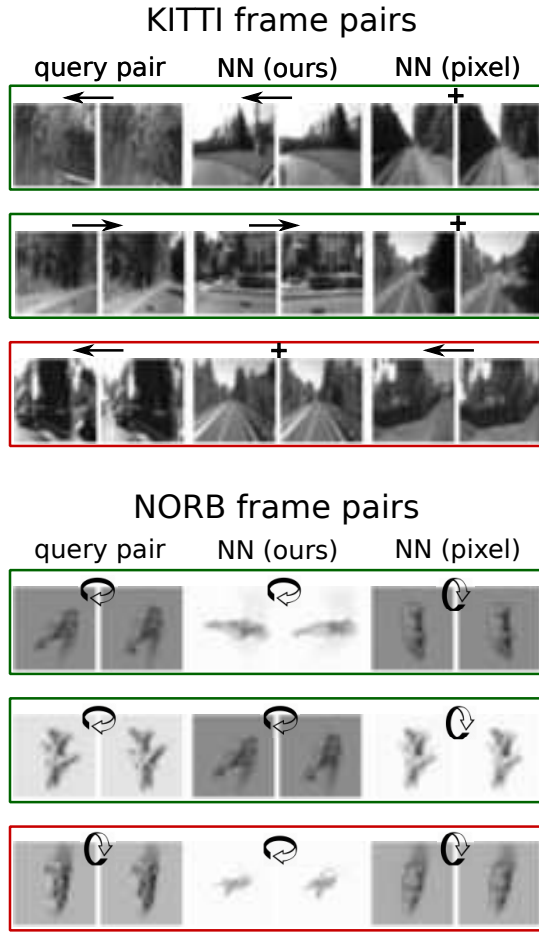 KITTI frame pairs
query pair NN (ours) NN (pixel)
NORB frame pairs
query pair NN (ours) NN (pixel)